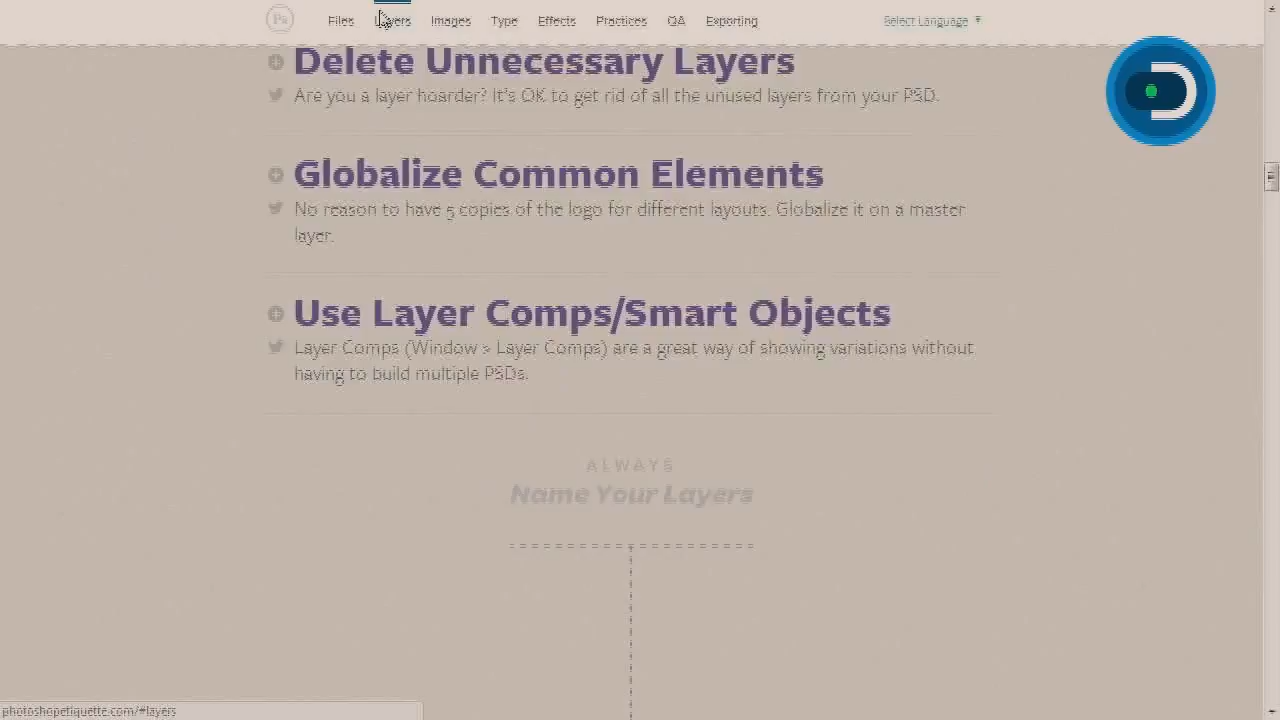 Ps Files Layers Images Type Effects Practices QA Exporting Select Language
Delete Unnecessary Layers
Are you a layer hoarder? It's OK to get rid of all the unused layers from your PSD.
Globalize Common Elements
No reason to have 5 copies of the logo for different layouts. Globalize it on a master
layer.
Use Layer Comps/Smart Objects
Layer Comps (Window > Layer Comps) are a great way of showing variations without
having to build multiple PSDs.
ALWAYS
Name Your Layers
photoshopetiquette.com/#layers